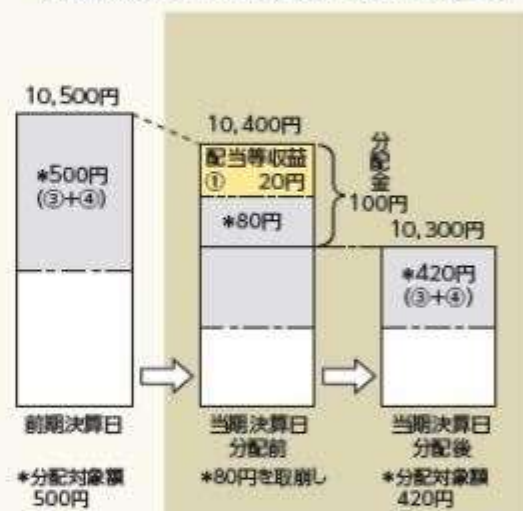 10,500円
*500円
(③+④)
前期決算日
*分配対象額
500円
10,400円
配当等収益
① 20円
*80円
分配金
100円
当期決算日
分配前
*80円を取崩し
10,300円
*420円
(③+④)
当期決算日
分配後
*分配対象額
420円